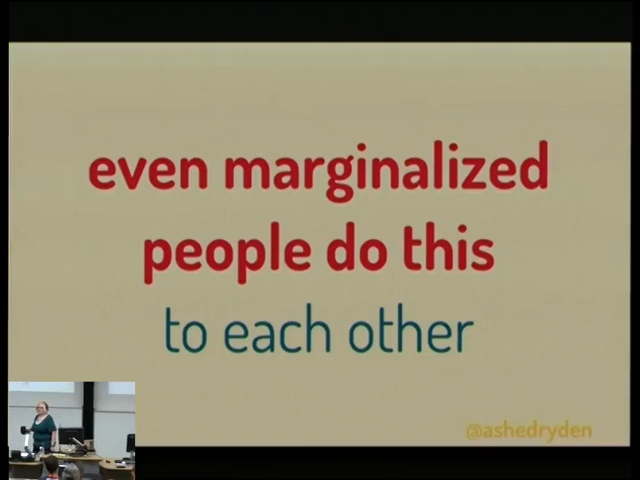 even marginalized
people do this
to each other
@ashedryden